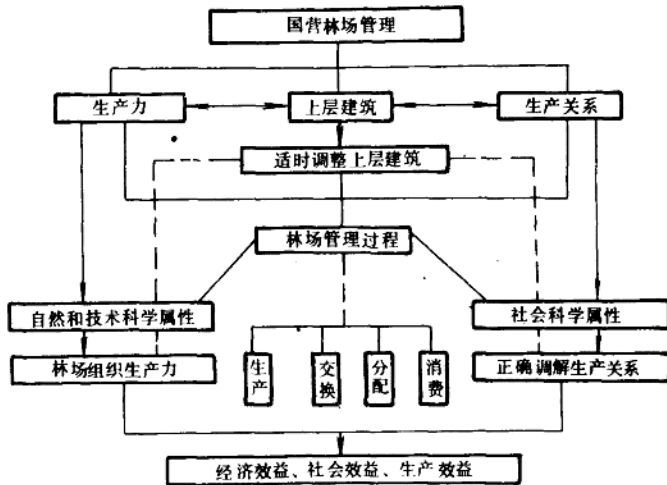 国营林场管理
生产力
上层建筑
生产关系
适时调整上层建筑
林场管理过程
自然和技术科学属性
社会科学属性
林场组织生产力
生产
交换
分配
消费
正确调解生产关系
经济效益、社会效益、生产效益